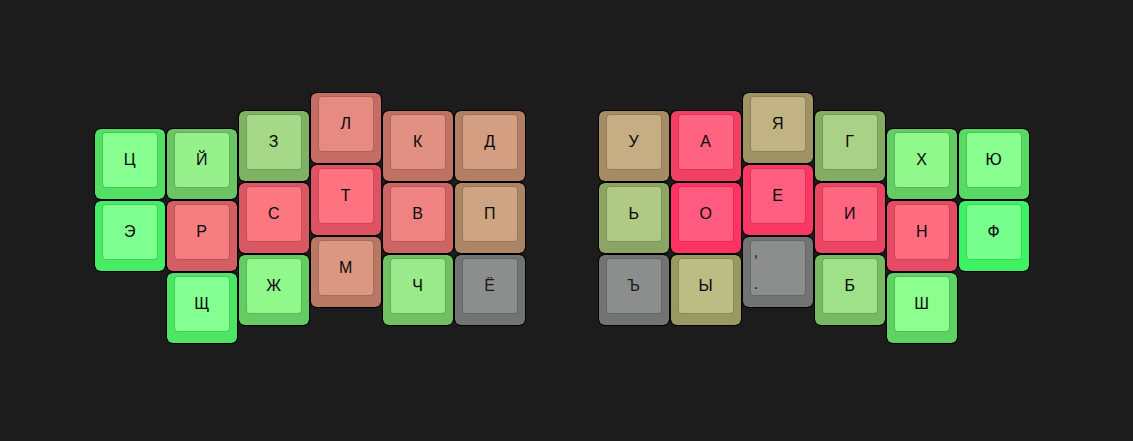 Ц Й З Л К Д У А Я Г Х Ю
Э Р С Т В П Ь О Е И Н Ф
Щ Ж М Ч Ё Ъ Ы , . Б Ш